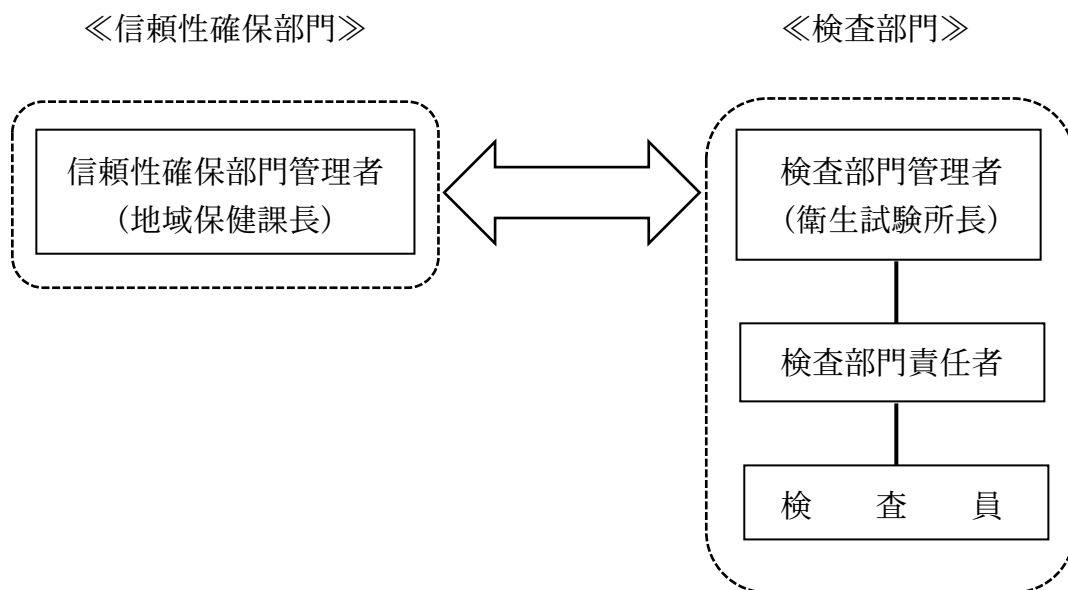 ≪信頼性確保部門≫
≪検査部門≫
信頼性確保部門管理者
(地域保健課長)
検査部門管理者
(衛生試験所長)
検査部門責任者
検　査　員